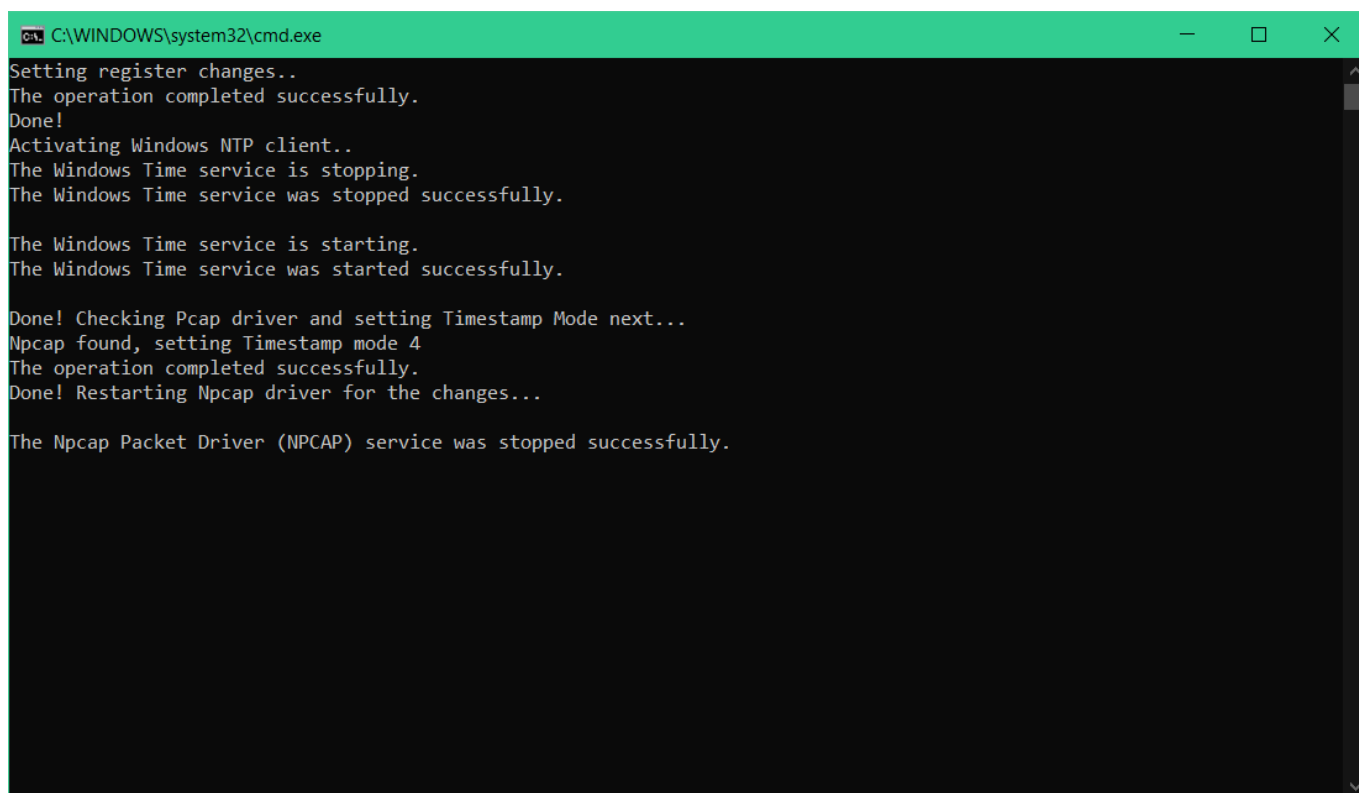 C:\WINDOWS\system32\cmd.exe
Setting register changes..
The operation completed successfully.
Done!
Activating Windows NTP client..
The Windows Time service is stopping.
The Windows Time service was stopped successfully.
The Windows Time service is starting.
The Windows Time service was started successfully.
Done! Checking Pcap driver and setting Timestamp Mode next...
Npcap found, setting Timestamp mode 4
The operation completed successfully.
Done! Restarting Npcap driver for the changes...
The Npcap Packet Driver (NPCAP) service was stopped successfully.